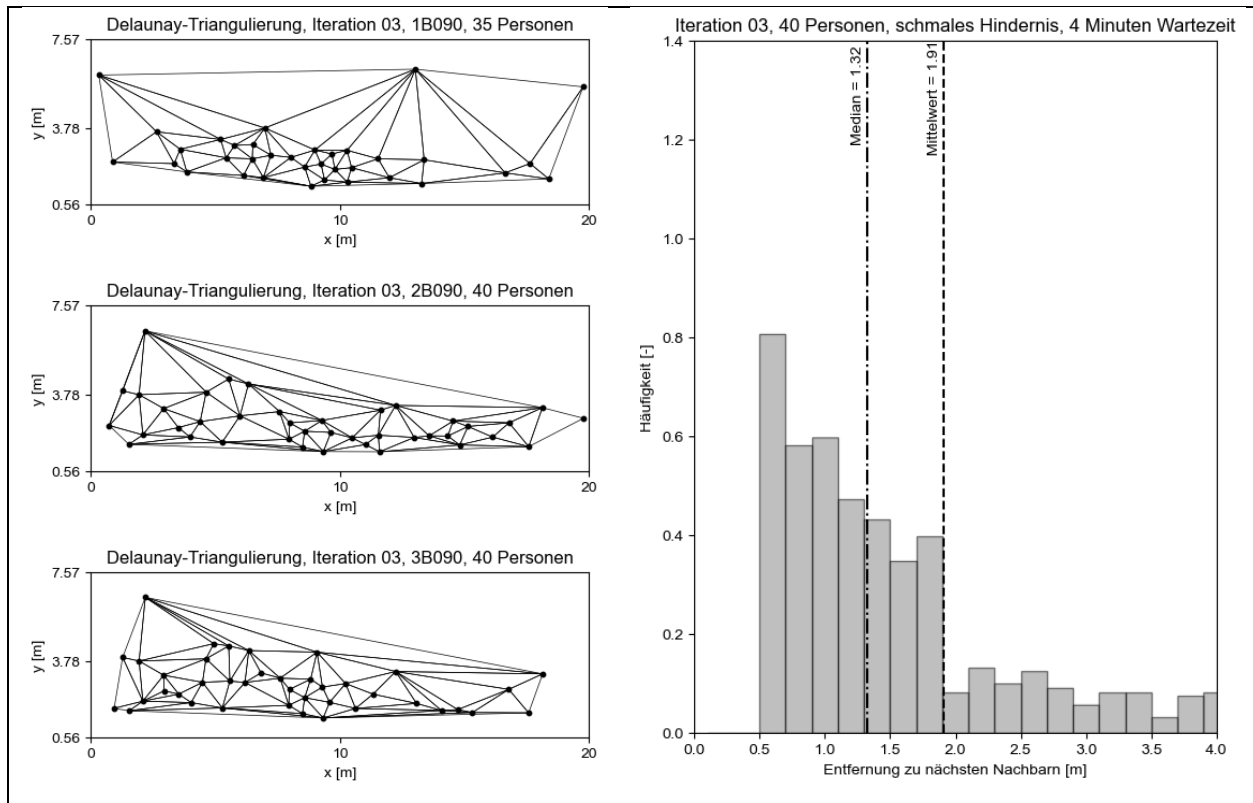 Delaunay-Triangulierung, Iteration 03, 1B090, 35 Personen
7.57
3.78
0.56
y [m]
0
10
20
x [m]
Delaunay-Triangulierung, Iteration 03, 2B090, 40 Personen
7.57
3.78
0.56
y [m]
0
10
20
x [m]
Delaunay-Triangulierung, Iteration 03, 3B090, 40 Personen
7.57
3.78
0.56
y [m]
0
10
20
x [m]
Iteration 03, 40 Personen, schmales Hindernis, 4 Minuten Wartezeit
1.4
1.2
1.0
0.8
0.6
0.4
0.2
0.0
Häufigkeit [-]
Median = 1.32
Mittelwert = 1.91
0.0
0.5
1.0
1.5
2.0
2.5
3.0
3.5
4.0
Entfernung zu nächsten Nachbarn [m]